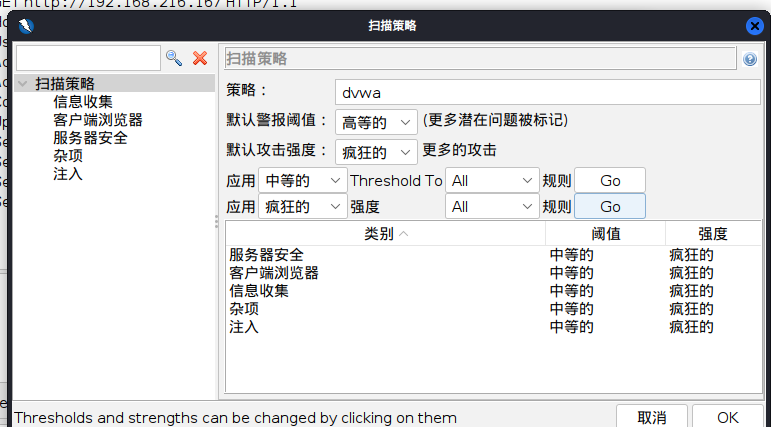 GET http://192.168.216.167 HTTP/1.1
扫描策略
扫描策略
扫描策略
信息收集
客户端浏览器
服务器安全
杂项
注入
策略：
dvwa
默认警报阈值： 高等的 (更多潜在问题被标记)
默认攻击强度： 疯狂的 更多的攻击
应用 中等的 Threshold To All 规则 Go
应用 疯狂的 强度 All 规则 Go
类别 阈值 强度
服务器安全 中等的 疯狂的
客户端浏览器 中等的 疯狂的
信息收集 中等的 疯狂的
杂项 中等的 疯狂的
注入 中等的 疯狂的
Thresholds and strengths can be changed by clicking on them
取消 OK